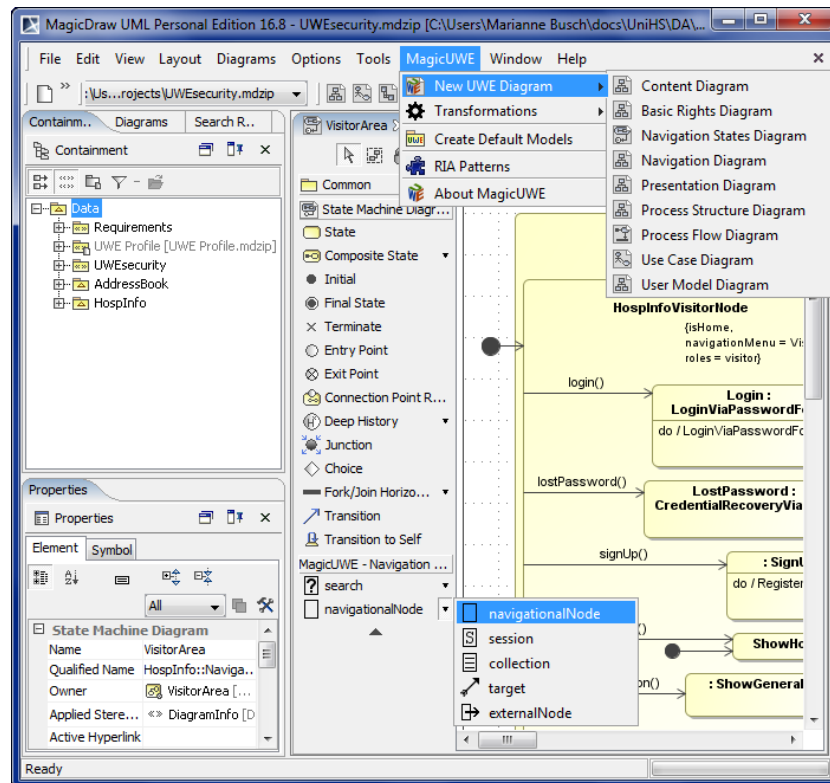 MagicDraw UML Personal Edition 16.8 - UWEsecurity.mdzip [C:\Users\Marianne Busch\docs\UniHS\DA\...
File Edit View Layout Diagrams Options Tools MagicUWE Window Help
:\Us...rojects\UWEsecurity.mdzip
New UWE Diagram
Transformations
Create Default Models
RIA Patterns
About MagicUWE
Content Diagram
Basic Rights Diagram
Navigation States Diagram
Navigation Diagram
Presentation Diagram
Process Structure Diagram
Process Flow Diagram
Use Case Diagram
User Model Diagram
Containm.. Diagrams Search R...
Containment
Data
Requirements
UWE Profile [UWE Profile.mdzip]
UWEsecurity
AddressBook
HospInfo
Properties
Properties
Element Symbol
All
State Machine Diagram
Name VisitorArea
Qualified Name HospInfo::Naviga..
Owner VisitorArea [...
Applied Stere... «» DiagramInfo [D
Active Hyperlink
VisitorArea
Common
State Machine Diagr...
State
Composite State
Initial
Final State
Terminate
Entry Point
Exit Point
Connection Point R...
Deep History
Junction
Choice
Fork/Join Horizo...
Transition
Transition to Self
MagicUWE - Navigation ...
search
navigationalNode
navigationalNode
session
collection
target
externalNode
HospInfoVisitorNode
{isHome,
navigationMenu = Vi
roles = visitor}
login()
Login :
LoginViaPasswordF
do / LoginViaPasswordFo
lostPassword()
LostPassword :
CredentialRecoveryVia
signUp()
: Sign
do / Register
()
ShowHo
on()
: ShowGeneral
Ready